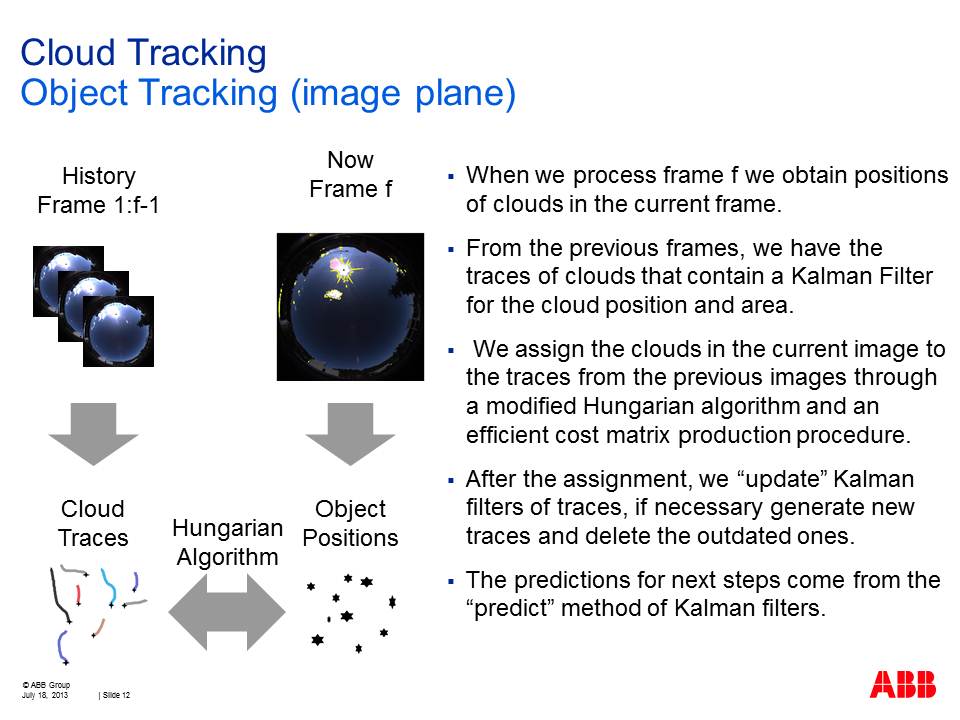 Cloud Tracking
Object Tracking (image plane)
History
Frame 1:f-1
Now
Frame f
Cloud
Traces
Hungarian
Algorithm
Object
Positions
▪ When we process frame f we obtain positions
of clouds in the current frame.
▪ From the previous frames, we have the
traces of clouds that contain a Kalman Filter
for the cloud position and area.
▪ We assign the clouds in the current image to
the traces from the previous images through
a modified Hungarian algorithm and an
efficient cost matrix production procedure.
▪ After the assignment, we “update” Kalman
filters of traces, if necessary generate new
traces and delete the outdated ones.
▪ The predictions for next steps come from the
“predict” method of Kalman filters.
© ABB Group
July 18, 2013 | Slide 12
ABB